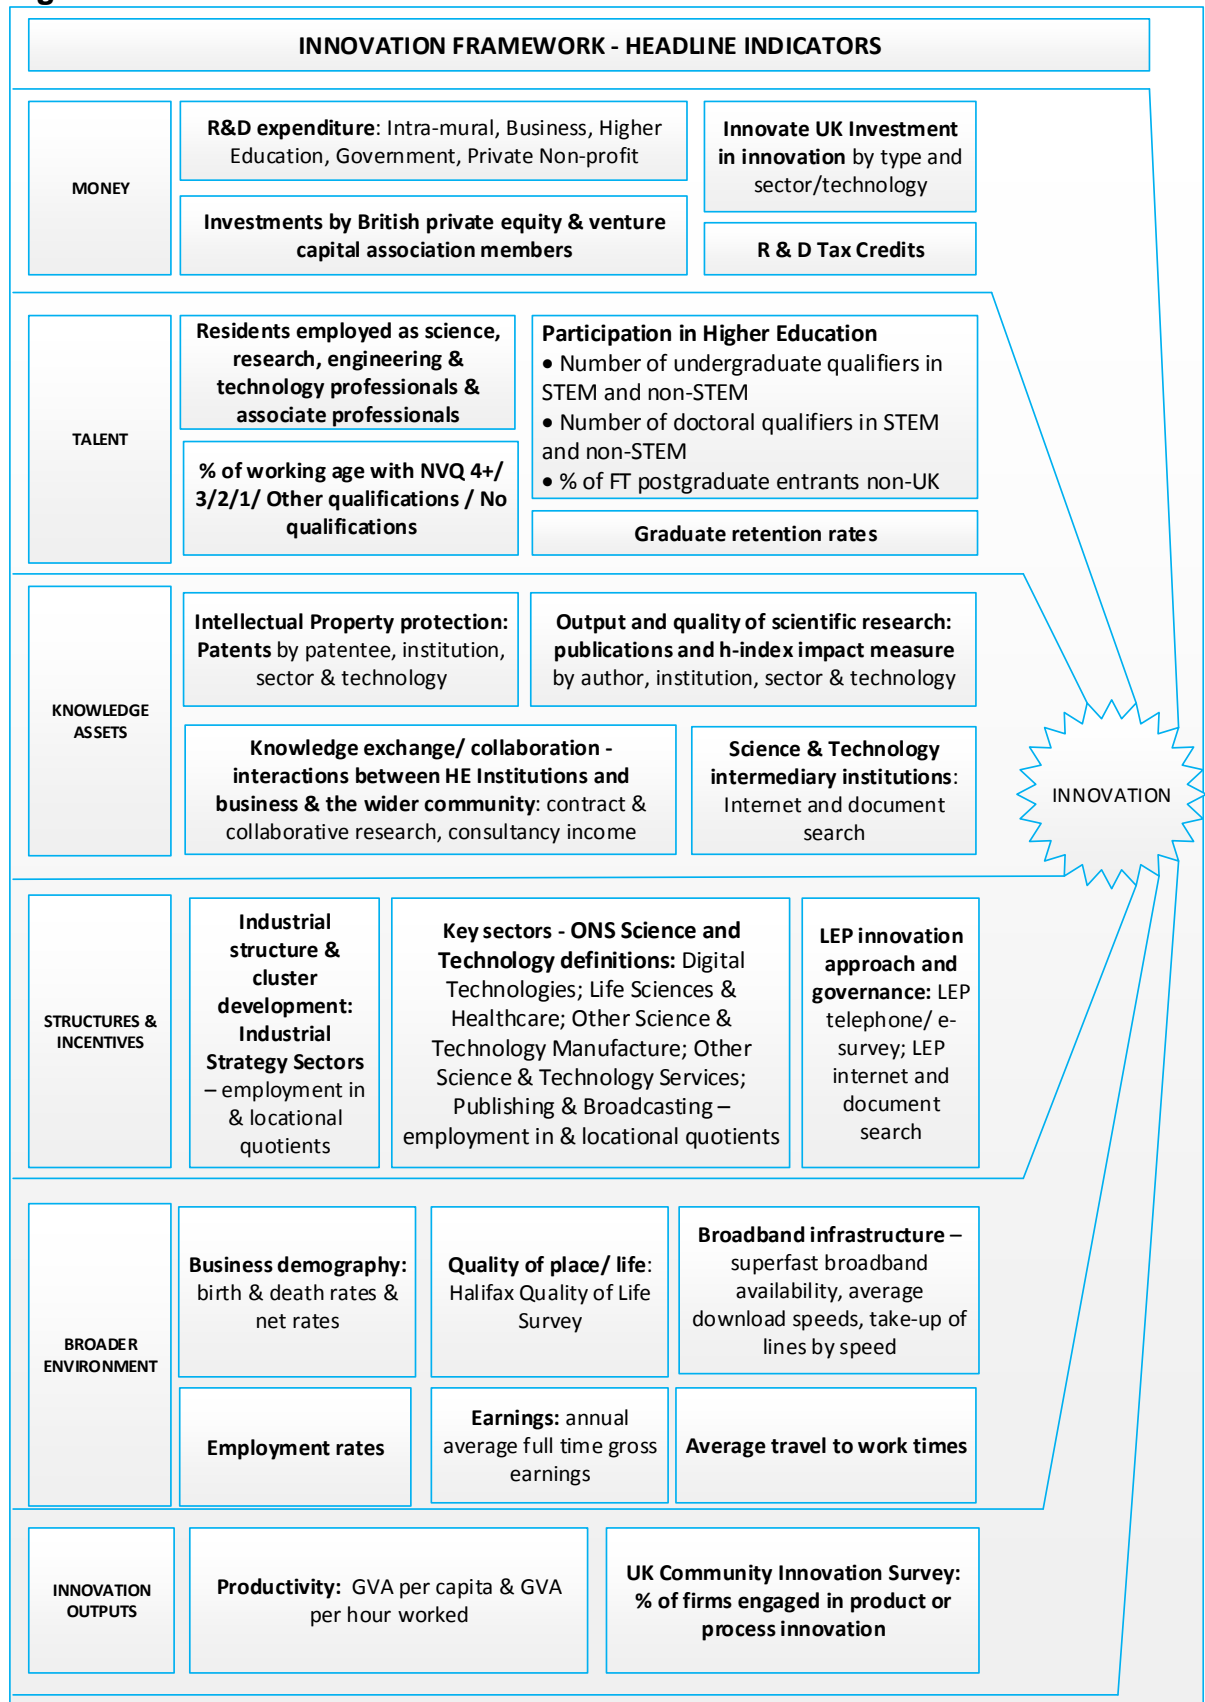 INNOVATION FRAMEWORK - HEADLINE INDICATORS
MONEY
R&D expenditure: Intra-mural, Business, Higher
Education, Government, Private Non-profit
Innovate UK Investment
in innovation by type and
sector/technology
Investments by British private equity & venture
capital association members
R & D Tax Credits
TALENT
Residents employed as science,
research, engineering &
technology professionals &
associate professionals
Participation in Higher Education
• Number of undergraduate qualifiers in
STEM and non-STEM
• Number of doctoral qualifiers in STEM
and non-STEM
• % of FT postgraduate entrants non-UK
% of working age with NVQ 4+/
3/2/1/ Other qualifications / No
qualifications
Graduate retention rates
KNOWLEDGE
ASSETS
Intellectual Property protection:
Patents by patentee, institution,
sector & technology
Output and quality of scientific research:
publications and h-index impact measure
by author, institution, sector & technology
Knowledge exchange/ collaboration -
interactions between HE Institutions and
business & the wider community: contract &
collaborative research, consultancy income
Science & Technology
intermediary institutions:
Internet and document
search
INNOVATION
STRUCTURES &
INCENTIVES
Industrial
structure &
cluster
development:
Industrial
Strategy Sectors
– employment in
& locational
quotients
Key sectors - ONS Science and
Technology definitions: Digital
Technologies; Life Sciences &
Healthcare; Other Science &
Technology Manufacture; Other
Science & Technology Services;
Publishing & Broadcasting –
employment in & locational quotients
LEP innovation
approach and
governance: LEP
telephone/ e-
survey; LEP
internet and
document
search
BROADER
ENVIRONMENT
Business demography:
birth & death rates &
net rates
Quality of place/ life:
Halifax Quality of Life
Survey
Broadband infrastructure –
superfast broadband
availability, average
download speeds, take-up of
lines by speed
Employment rates
Earnings: annual
average full time gross
earnings
Average travel to work times
INNOVATION
OUTPUTS
Productivity: GVA per capita & GVA
per hour worked
UK Community Innovation Survey:
% of firms engaged in product or
process innovation